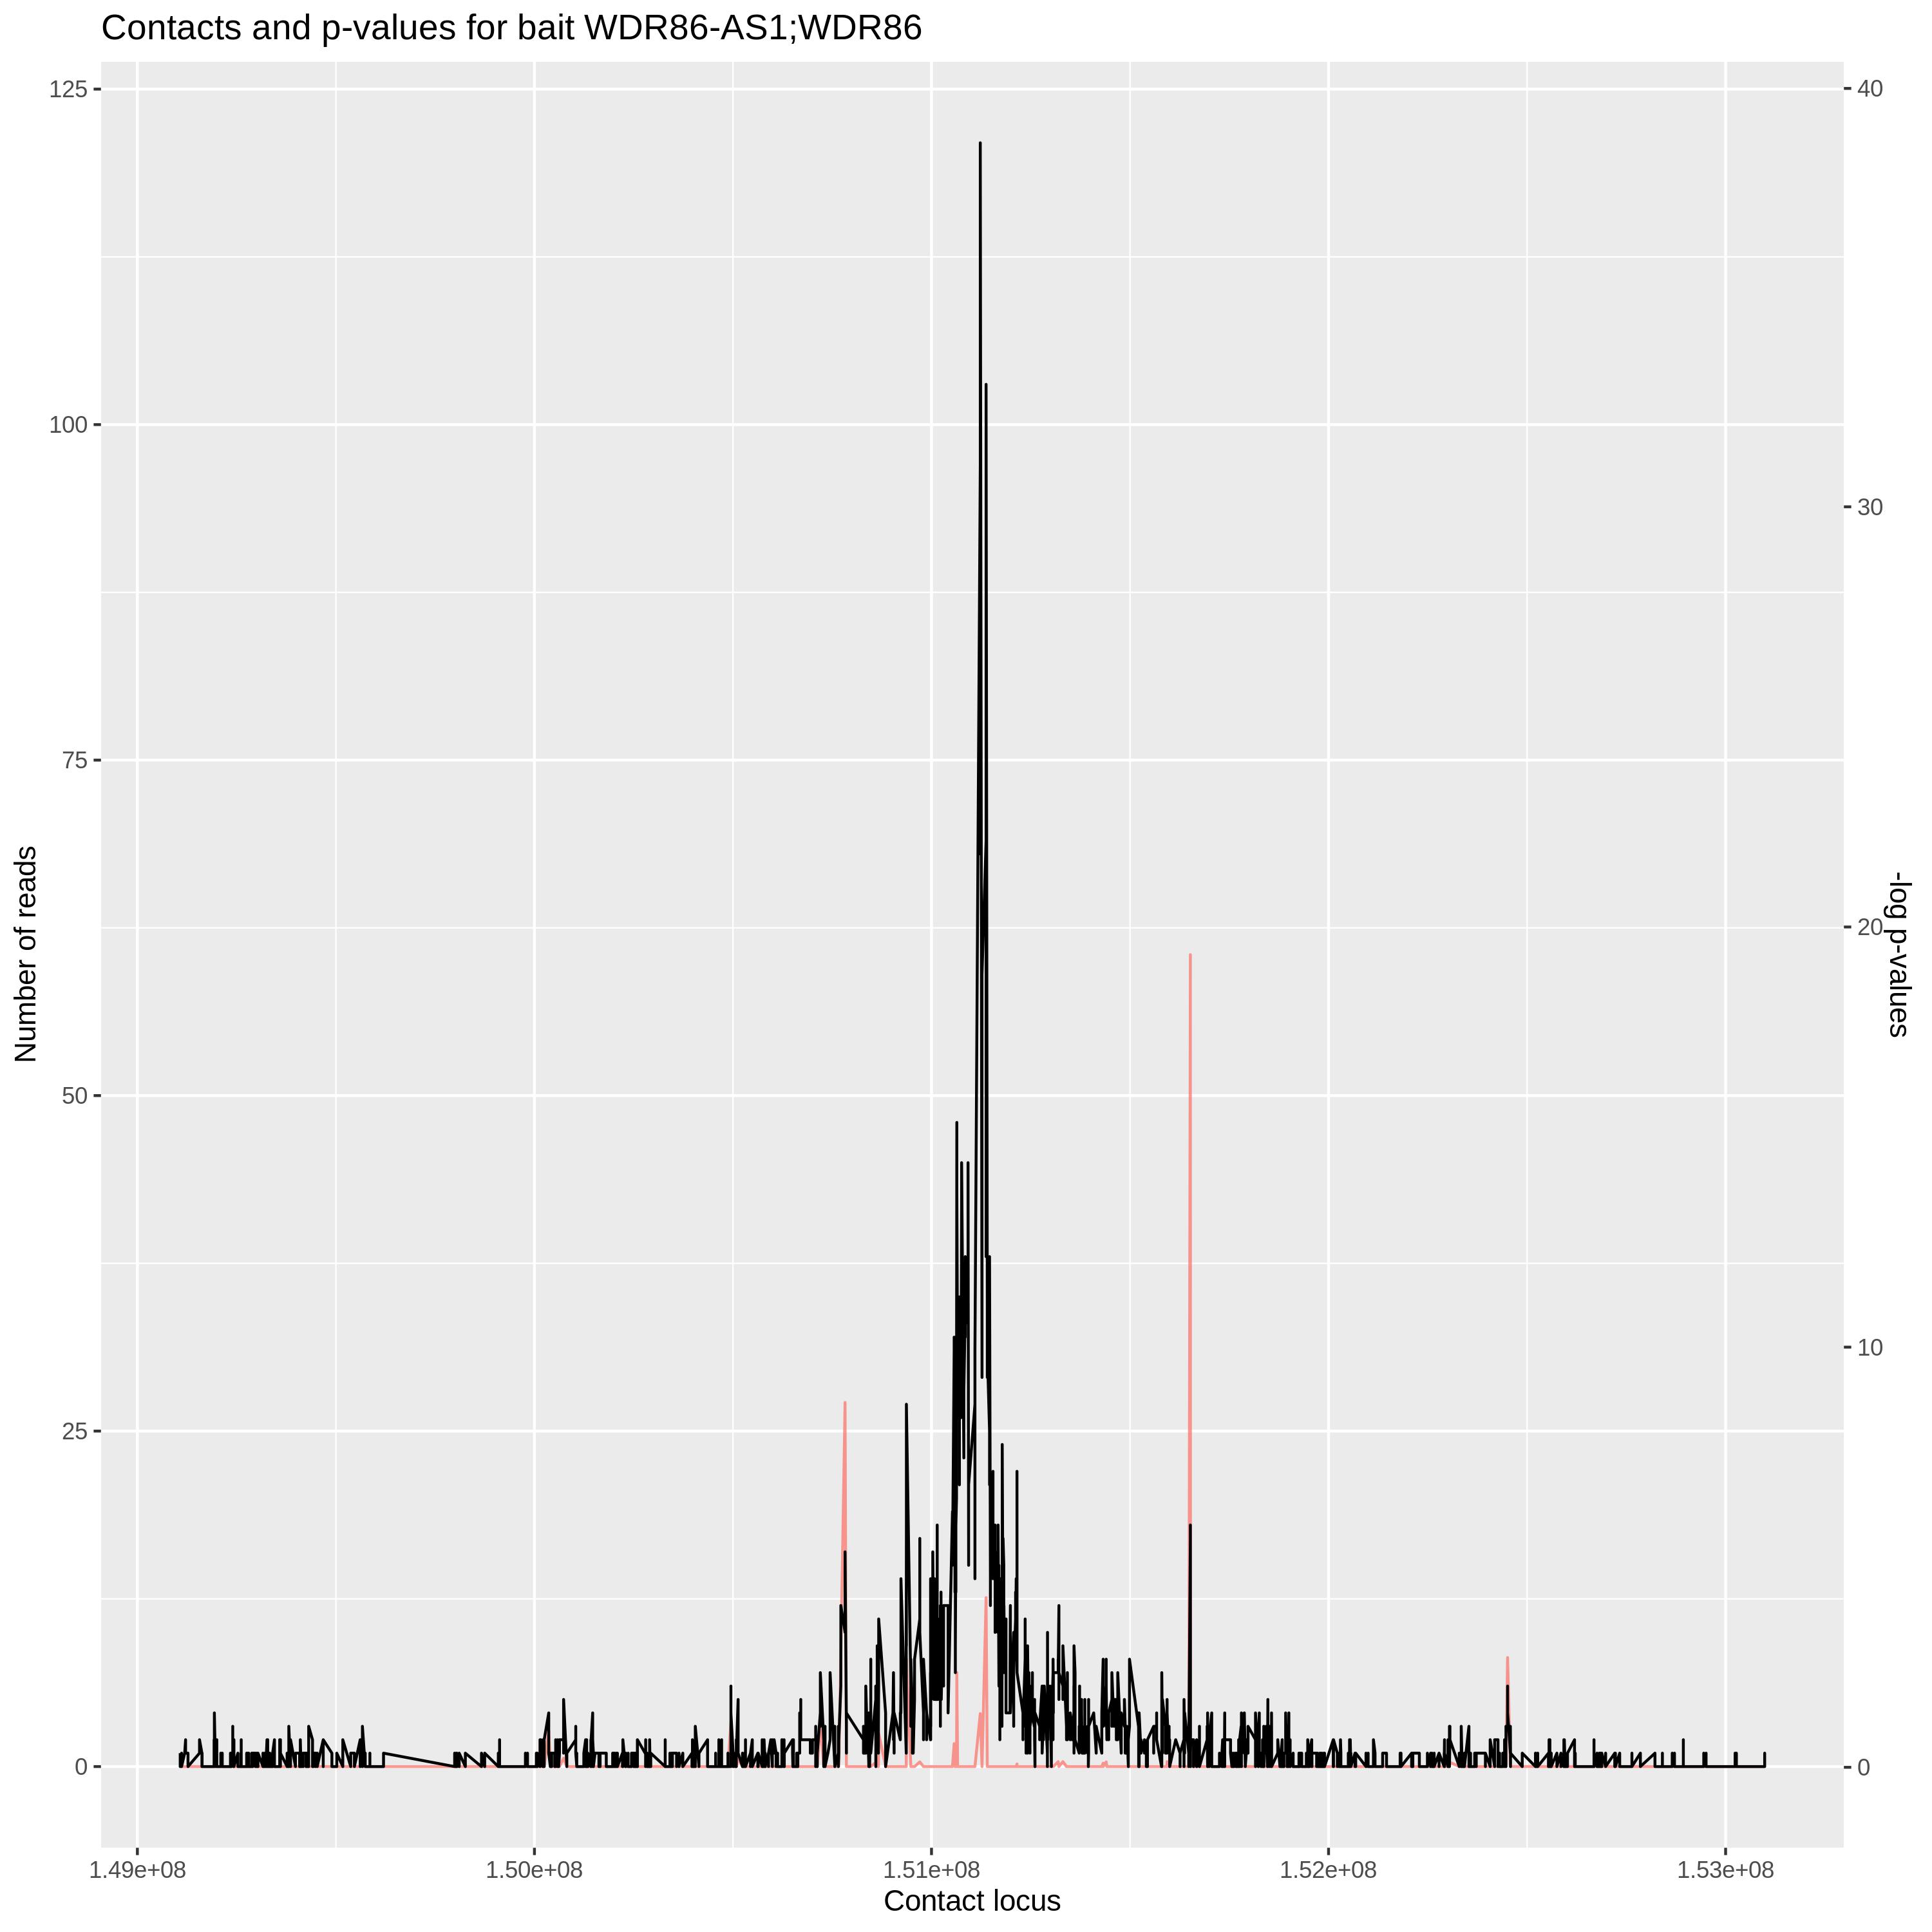 Contacts and p-values for bait WDR86-AS1;WDR86
125
100
75
50
25
0
Number of reads
40
30
20
10
0
-log p-values
1.49e+08 1.50e+08 1.51e+08 1.52e+08 1.53e+08
Contact locus